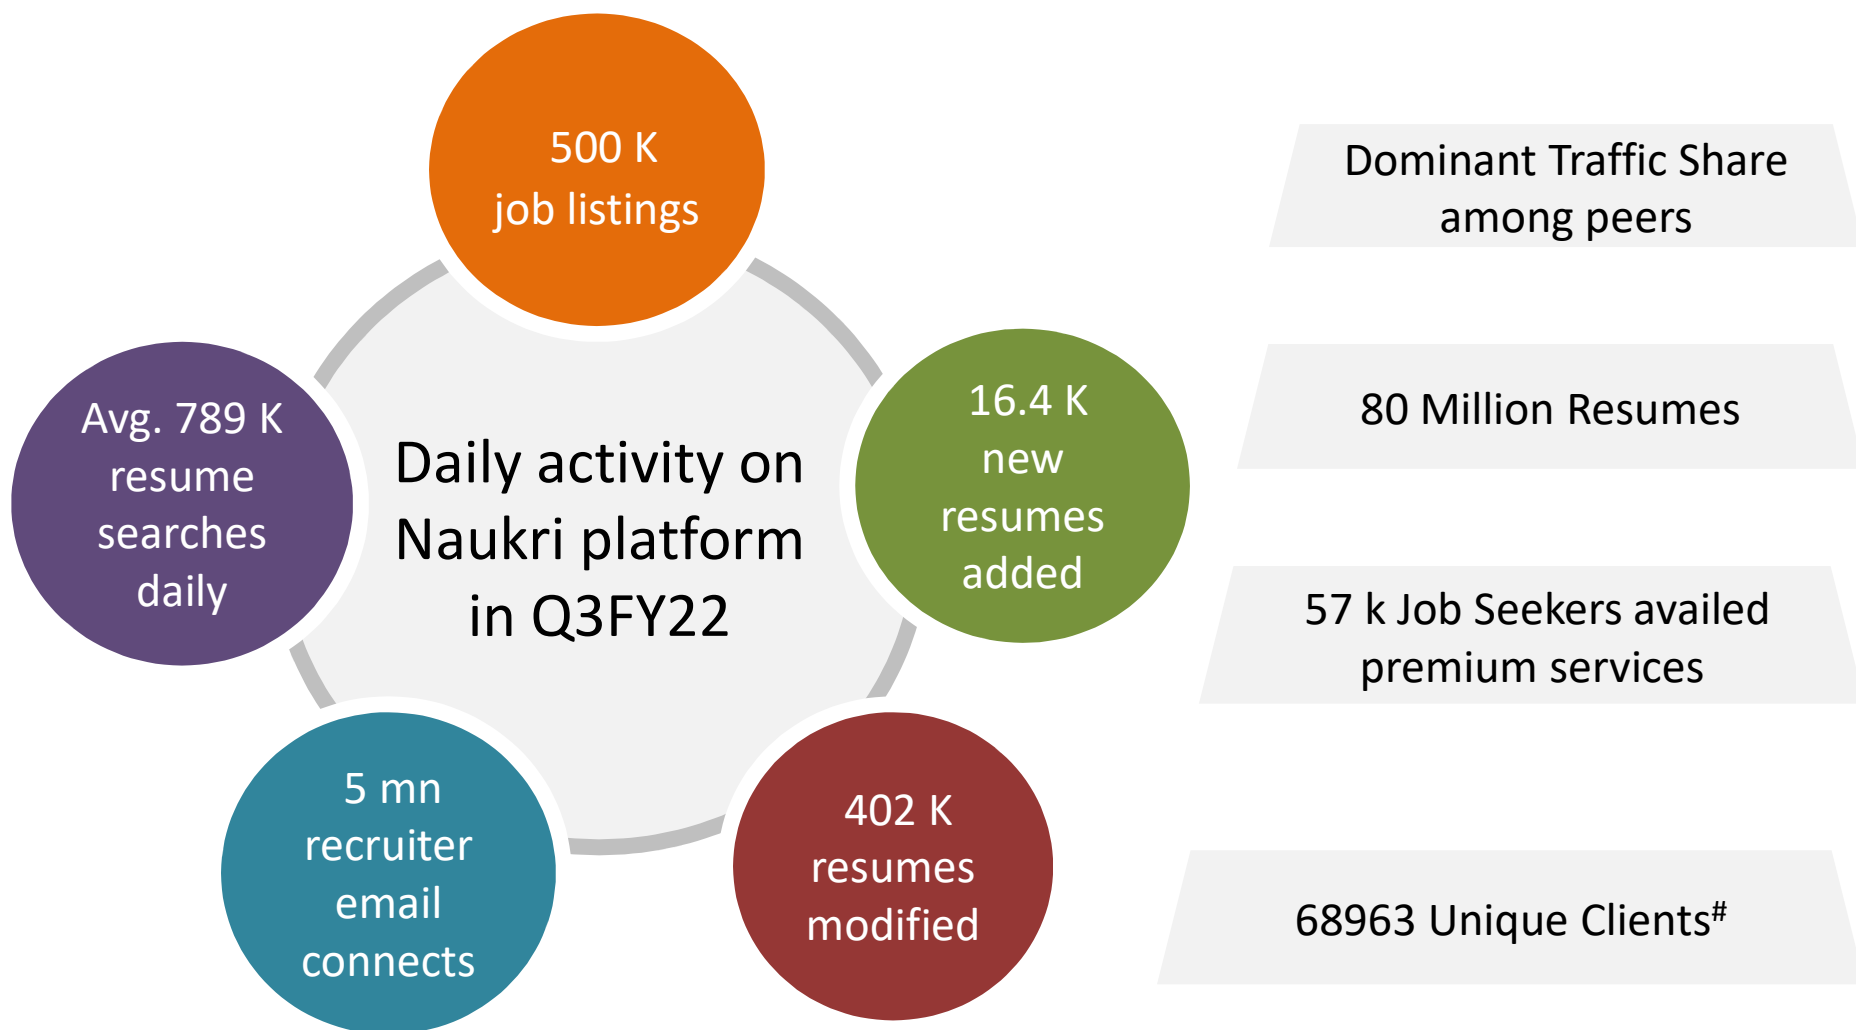 500 K
job listings
Avg. 789 K
resume
searches
daily
Daily activity on
Naukri platform
in Q3FY22
16.4 K
new
resumes
added
5 mn
recruiter
email
connects
402 K
resumes
modified
Dominant Traffic Share
among peers
80 Million Resumes
57 k Job Seekers availed
premium services
68963 Unique Clients#